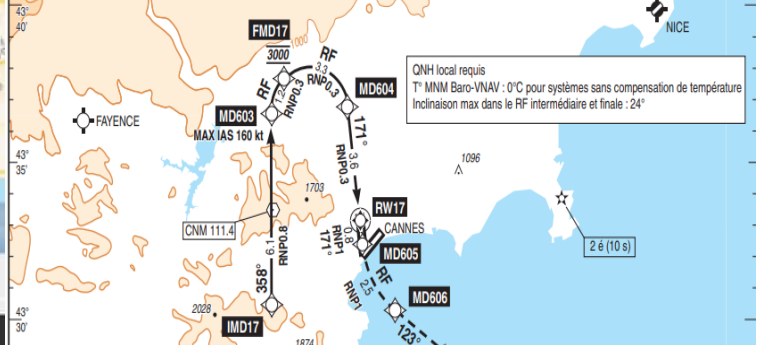 43°
40'
NICE
FMD17
3000
1000
RF
3.3
RNP0.3
RF
1.2
RNP0.3
QNH local requis
T° MNM Baro-VNAV : 0°C pour systèmes sans compensation de température
Inclinaison max dans le RF intermédiaire et finale : 24°
MD604
MD603
MAX IAS 160 kt
FAYENCE
171°
3.6
RNP0.3
43°
35'
1096
1703
RW17
CNM 111.4
CANNES
0.8
RNP1
171°
MD605
2 é (10 s)
6.1
RNP0.8
358°
RF
2.5
RNP1
MD606
2028
IMD17
43°
30'
123°
1874